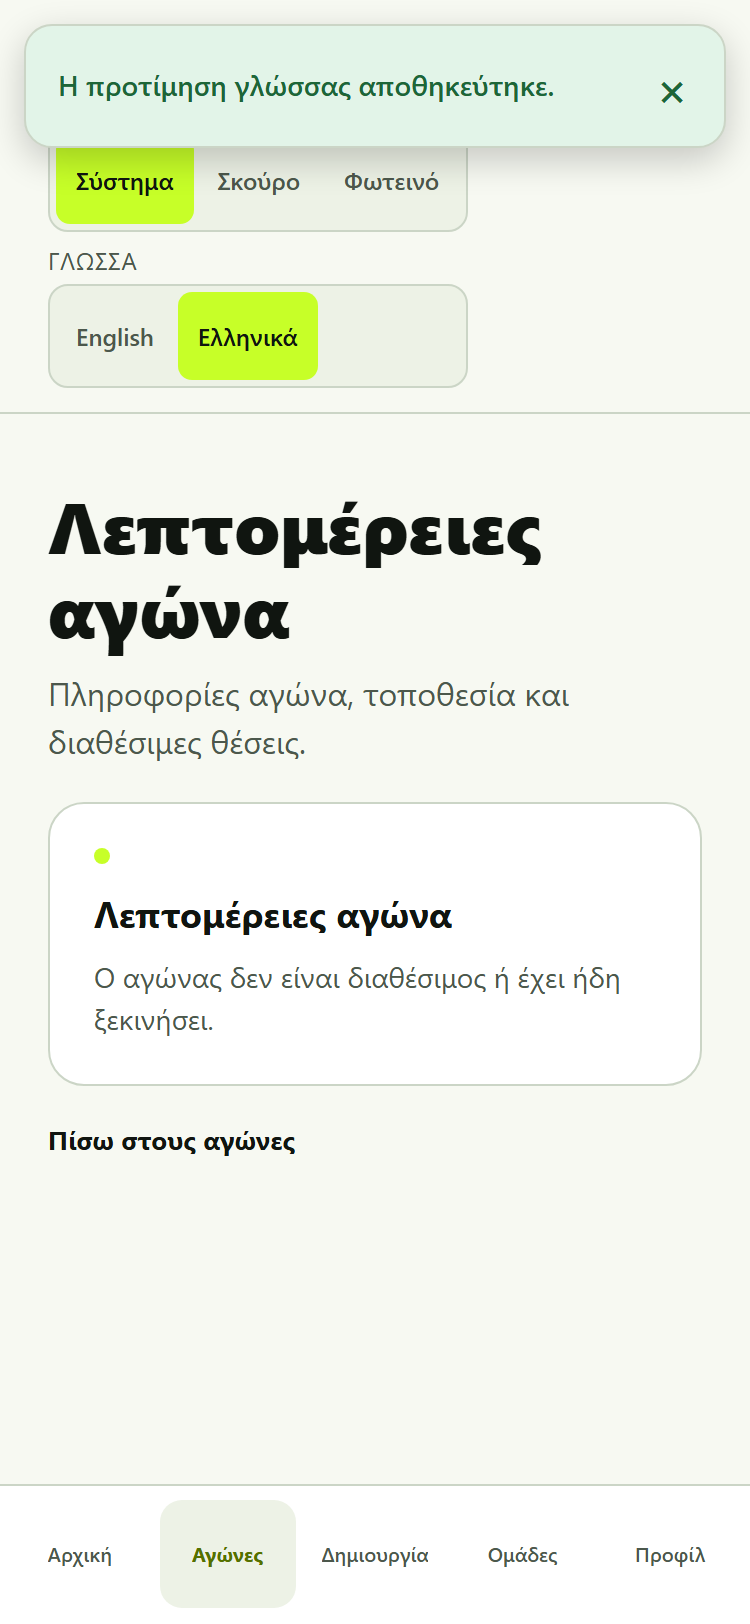 Η προτίμηση γλώσσας αποθηκεύτηκε.
×
Σύστημα Σκούρο Φωτεινό
ΓΛΩΣΣΑ
English Ελληνικά
Λεπτομέρειες
αγώνα
Πληροφορίες αγώνα, τοποθεσία και
διαθέσιμες θέσεις.
Λεπτομέρειες αγώνα
Ο αγώνας δεν είναι διαθέσιμος ή έχει ήδη
ξεκινήσει.
Πίσω στους αγώνες
Αρχική Αγώνες Δημιουργία Ομάδες Προφίλ